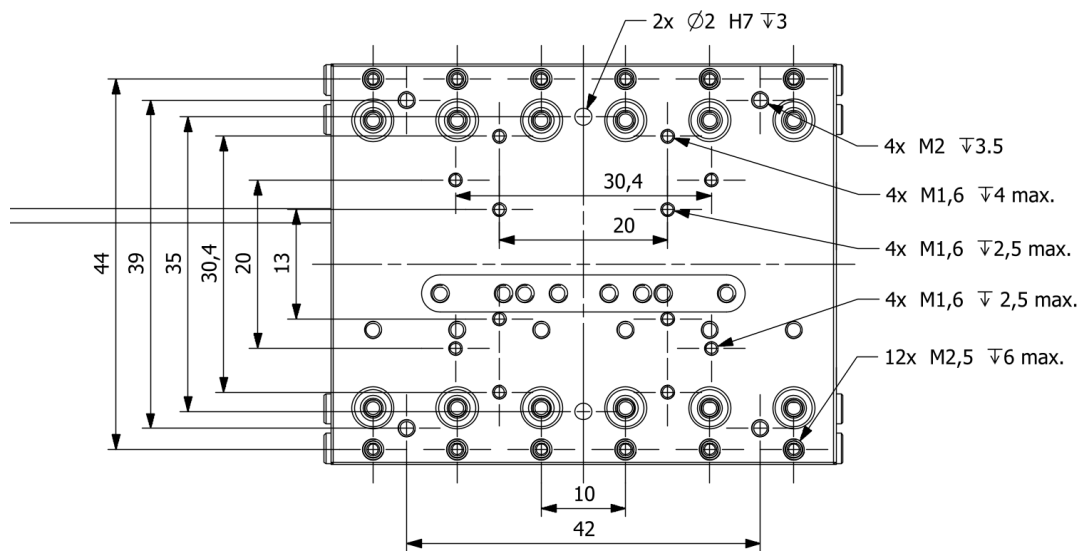 2x ∅2 H7 ↧3
4x M2 ↧3.5
30,4
4x M1,6 ↧4 max.
20
4x M1,6 ↧2,5 max.
44
39
35
30,4
20
13
4x M1,6 ↧ 2,5 max.
12x M2,5 ↧6 max.
10
42